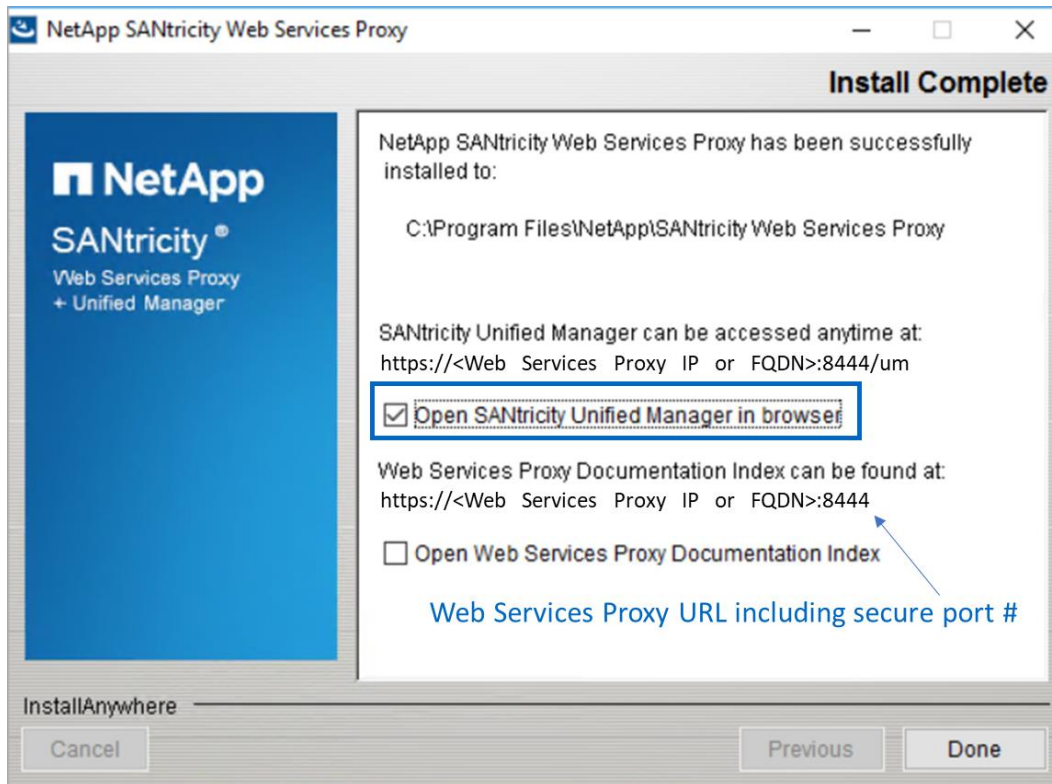 NetApp SANtricity Web Services Proxy
Install Complete
NetApp
SANtricity ®
Web Services Proxy
+ Unified Manager
NetApp SANtricity Web Services Proxy has been successfully
installed to:
C:\Program Files\NetApp\SANtricity Web Services Proxy
SANtricity Unified Manager can be accessed anytime at:
https://<Web Services Proxy IP or FQDN>:8444/um
Open SANtricity Unified Manager in browser
Web Services Proxy Documentation Index can be found at:
https://<Web Services Proxy IP or FQDN>:8444
Open Web Services Proxy Documentation Index
Web Services Proxy URL including secure port #
InstallAnywhere
Cancel
Previous
Done